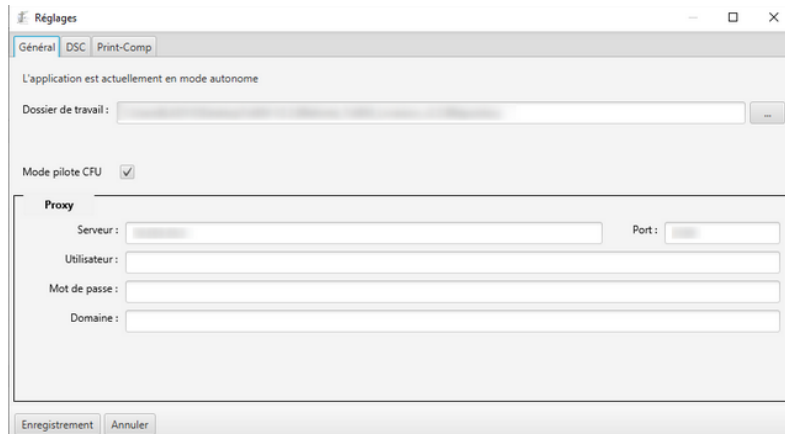 Réglages
Général DSC Print-Comp
L'application est actuellement en mode autonome
Dossier de travail :
...
Mode pilote CFU
Proxy
Serveur : Port :
Utilisateur :
Mot de passe :
Domaine :
Enregistrement Annuler